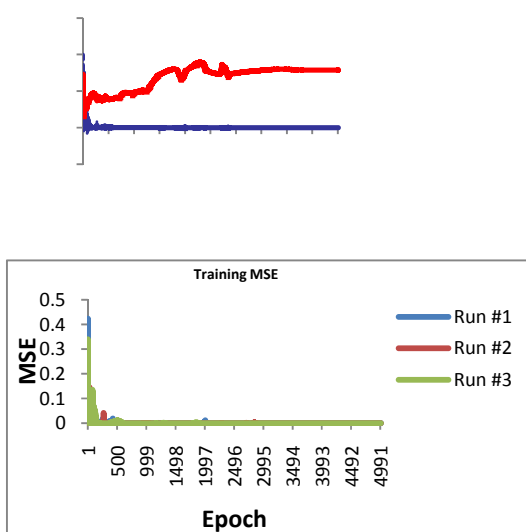 Training MSE
0.5
0.4
0.3
0.2
0.1
0
MSE
Run #1
Run #2
Run #3
1
500
999
1498
1997
2496
2995
3494
3993
4492
4991
Epoch